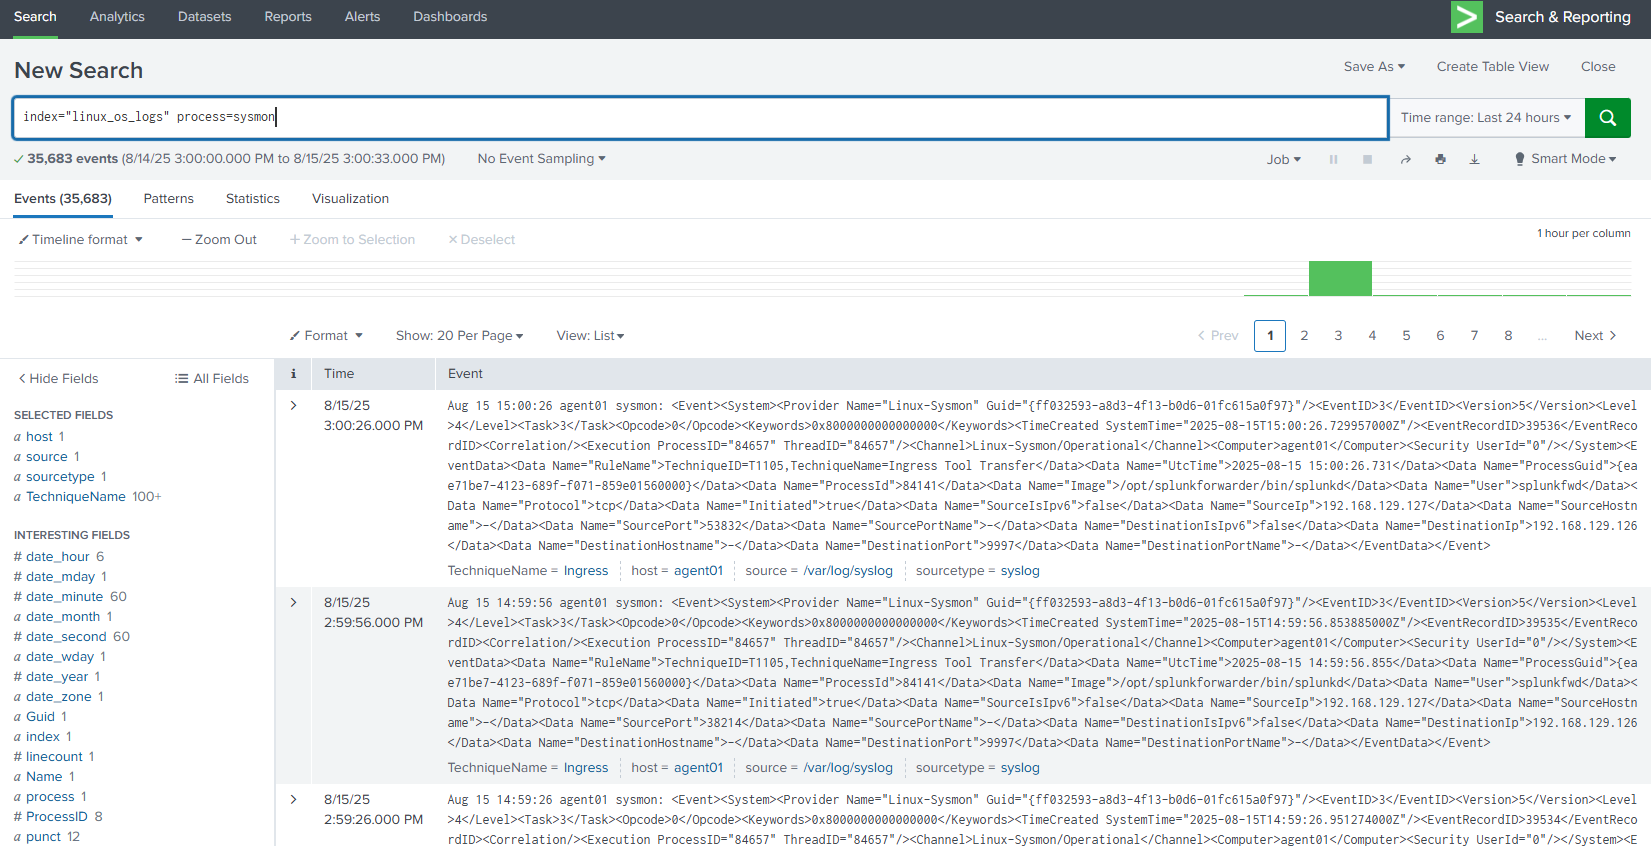 Search Analytics Datasets Reports Alerts Dashboards > Search & Reporting
New Search Save As ▾ Create Table View Close
index="linux_os_logs" process=sysmon Time range: Last 24 hours ▾
✓ 35,683 events (8/14/25 3:00:00.000 PM to 8/15/25 3:00:33.000 PM) No Event Sampling ▾ Job ▾ Smart Mode ▾
Events (35,683) Patterns Statistics Visualization
Timeline format ▾ — Zoom Out + Zoom to Selection × Deselect 1 hour per column
Format ▾ Show: 20 Per Page ▾ View: List ▾ < Prev 1 2 3 4 5 6 7 8 ... Next >
< Hide Fields All Fields
SELECTED FIELDS
a host 1
a source 1
a sourcetype 1
a TechniqueName 100+
INTERESTING FIELDS
# date_hour 6
# date_mday 1
# date_minute 60
a date_month 1
# date_second 60
a date_wday 1
# date_year 1
a date_zone 1
a Guid 1
a index 1
# linecount 1
a Name 1
a process 1
# ProcessID 8
a punct 12
i Time Event
> 8/15/25
3:00:26.000 PM
Aug 15 15:00:26 agent01 sysmon: <Event><System><Provider Name="Linux-Sysmon" Guid="{ff032593-a8d3-4f13-b0d6-01fc615a0f97}"/><EventID>3</EventID><Version>5</Version><Level
>4</Level><Task>3</Task><Opcode>0</Opcode><Keywords>0x8000000000000000</Keywords><TimeCreated SystemTime="2025-08-15T15:00:26.729957000Z"/><EventRecordID>39536</EventReco
rdID><Correlation/><Execution ProcessID="84657" ThreadID="84657"/><Channel>Linux-Sysmon/Operational</Channel><Computer>agent01</Computer><Security UserId="0"/></System><E
ventData><Data Name="RuleName">TechniqueID=T1105,TechniqueName=Ingress Tool Transfer</Data><Data Name="UtcTime">2025-08-15 15:00:26.731</Data><Data Name="ProcessGuid">{ea
e71be7-4123-689f-f071-859e01560000}</Data><Data Name="ProcessId">84141</Data><Data Name="Image">/opt/splunkforwarder/bin/splunkd</Data><Data Name="User">splunkfwd</Data><
Data Name="Protocol">tcp</Data><Data Name="Initiated">true</Data><Data Name="SourceIsIpv6">false</Data><Data Name="SourceIp">192.168.129.127</Data><Data Name="SourceHostn
ame">-</Data><Data Name="SourcePort">53832</Data><Data Name="SourcePortName">-</Data><Data Name="DestinationIsIpv6">false</Data><Data Name="DestinationIp">192.168.129.126
</Data><Data Name="DestinationHostname">-</Data><Data Name="DestinationPort">9997</Data><Data Name="DestinationPortName">-</Data></EventData></Event>
TechniqueName = Ingress host = agent01 source = /var/log/syslog sourcetype = syslog
> 8/15/25
2:59:56.000 PM
Aug 15 14:59:56 agent01 sysmon: <Event><System><Provider Name="Linux-Sysmon" Guid="{ff032593-a8d3-4f13-b0d6-01fc615a0f97}"/><EventID>3</EventID><Version>5</Version><Level
>4</Level><Task>3</Task><Opcode>0</Opcode><Keywords>0x8000000000000000</Keywords><TimeCreated SystemTime="2025-08-15T14:59:56.853885000Z"/><EventRecordID>39535</EventReco
rdID><Correlation/><Execution ProcessID="84657" ThreadID="84657"/><Channel>Linux-Sysmon/Operational</Channel><Computer>agent01</Computer><Security UserId="0"/></System><E
ventData><Data Name="RuleName">TechniqueID=T1105,TechniqueName=Ingress Tool Transfer</Data><Data Name="UtcTime">2025-08-15 14:59:56.855</Data><Data Name="ProcessGuid">{ea
e71be7-4123-689f-f071-859e01560000}</Data><Data Name="ProcessId">84141</Data><Data Name="Image">/opt/splunkforwarder/bin/splunkd</Data><Data Name="User">splunkfwd</Data><
Data Name="Protocol">tcp</Data><Data Name="Initiated">true</Data><Data Name="SourceIsIpv6">false</Data><Data Name="SourceIp">192.168.129.127</Data><Data Name="SourceHostn
ame">-</Data><Data Name="SourcePort">38214</Data><Data Name="SourcePortName">-</Data><Data Name="DestinationIsIpv6">false</Data><Data Name="DestinationIp">192.168.129.126
</Data><Data Name="DestinationHostname">-</Data><Data Name="DestinationPort">9997</Data><Data Name="DestinationPortName">-</Data></EventData></Event>
TechniqueName = Ingress host = agent01 source = /var/log/syslog sourcetype = syslog
> 8/15/25
2:59:26.000 PM
Aug 15 14:59:26 agent01 sysmon: <Event><System><Provider Name="Linux-Sysmon" Guid="{ff032593-a8d3-4f13-b0d6-01fc615a0f97}"/><EventID>3</EventID><Version>5</Version><Level
>4</Level><Task>3</Task><Opcode>0</Opcode><Keywords>0x8000000000000000</Keywords><TimeCreated SystemTime="2025-08-15T14:59:26.951274000Z"/><EventRecordID>39534</EventReco
rdID><Correlation/><Execution ProcessID="84657" ThreadID="84657"/><Channel>Linux-Sysmon/Operational</Channel><Computer>agent01</Computer><Security UserId="0"/></System><E